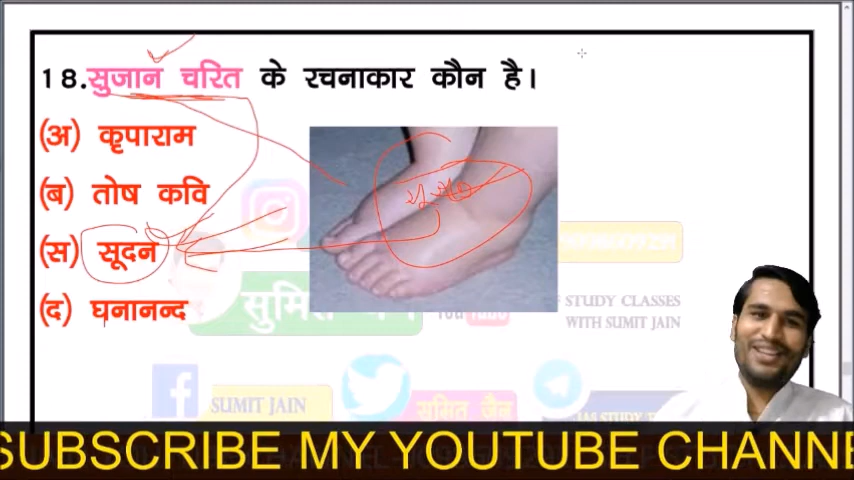 18.सुजान चरित के रचनाकार कौन है।
(अ) कृपाराम
(ब) तोष कवि
(स) सूदन
(द) घनानन्द
STUDY CLASSES
WITH SUMIT JAIN
SUMIT JAIN
सुमित जैन
SUBSCRIBE MY YOUTUBE CHANNE